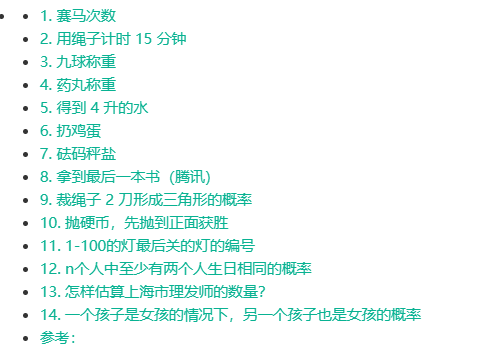 1. 赛马次数
2. 用绳子计时 15 分钟
3. 九球称重
4. 药丸称重
5. 得到 4 升的水
6. 扔鸡蛋
7. 砝码秤盐
8. 拿到最后一本书（腾讯）
9. 裁绳子 2 刀形成三角形的概率
10. 抛硬币，先抛到正面获胜
11. 1-100的灯最后关的灯的编号
12. n个人中至少有两个人生日相同的概率
13. 怎样估算上海市理发师的数量?
14. 一个孩子是女孩的情况下，另一个孩子也是女孩的概率
参考：